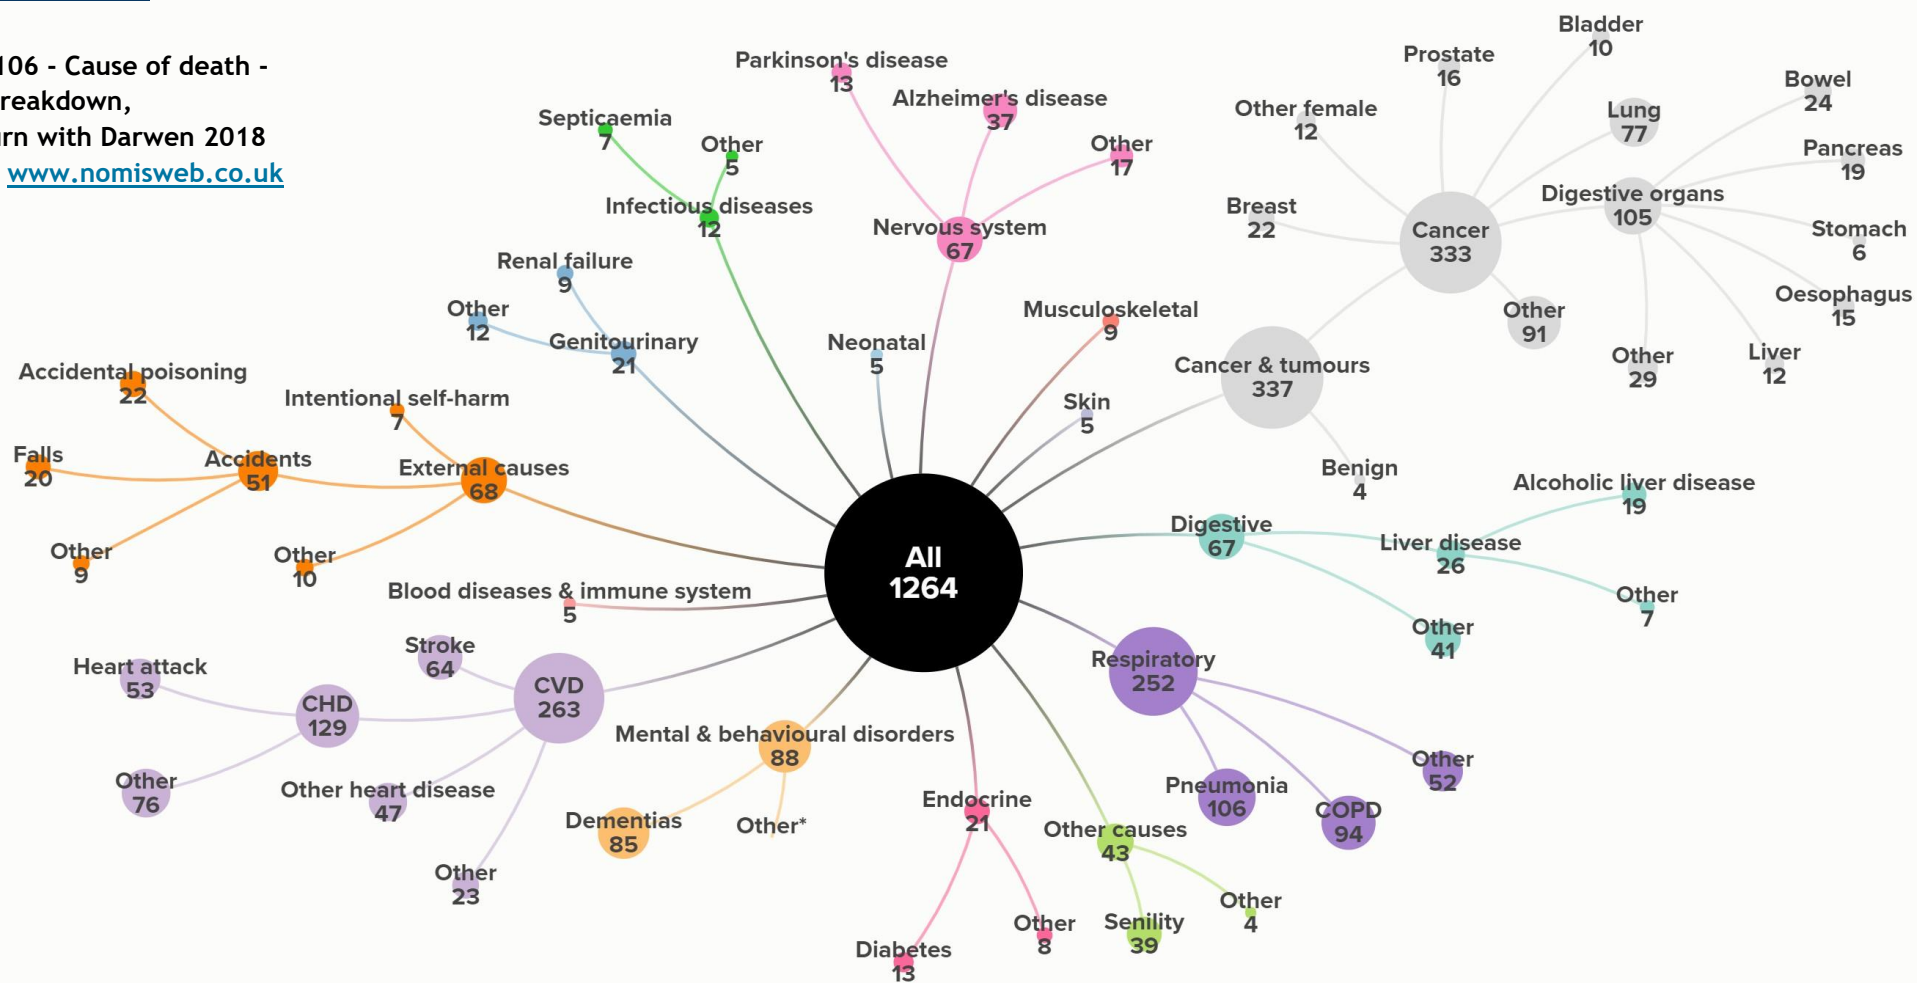 106 - Cause of death -
reakdown,
rn with Darwen 2018
www.nomisweb.co.uk
Parkinson's disease
13
Alzheimer's disease
37
Other
17
Nervous system
67
Septicaemia
7
Other
5
Infectious diseases
12
Renal failure
9
Other
12
Genitourinary
21
Neonatal
5
Musculoskeletal
9
Skin
5
Bladder
10
Prostate
16
Other female
12
Breast
22
Lung
77
Cancer
333
Other
91
Digestive organs
105
Bowel
24
Pancreas
19
Stomach
6
Oesophagus
15
Liver
12
Other
29
Cancer & tumours
337
Benign
4
Accidental poisoning
22
Intentional self-harm
7
Falls
20
Accidents
51
External causes
68
Other
9
Other
10
Blood diseases & immune system
5
All
1264
Digestive
67
Liver disease
26
Alcoholic liver disease
19
Other
7
Other
41
Stroke
64
Heart attack
53
CHD
129
CVD
263
Other
76
Other heart disease
47
Other
23
Mental & behavioural disorders
88
Dementias
85
Other*
Endocrine
21
Diabetes
13
Other
8
Other causes
43
Senility
39
Other
4
Respiratory
252
Pneumonia
106
COPD
94
Other
52